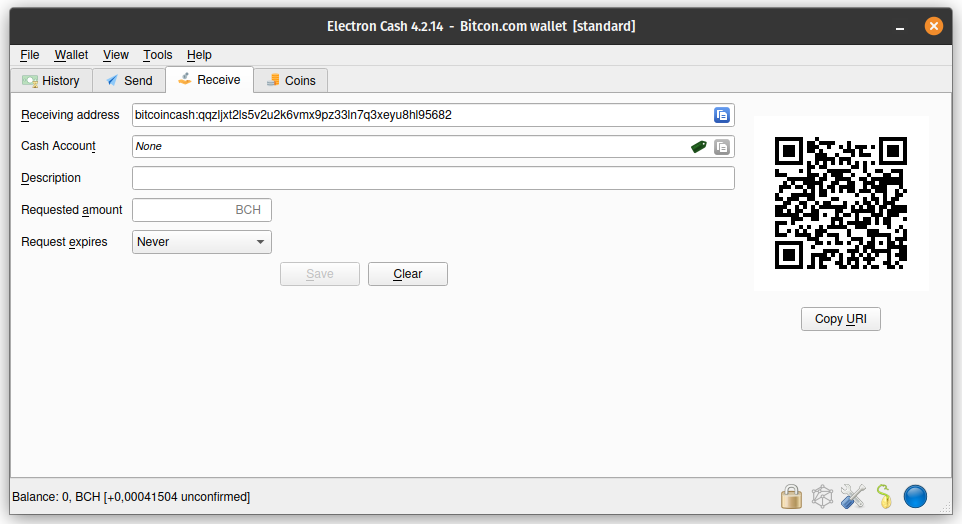 Electron Cash 4.2.14 - Bitcon.com wallet [standard]
File Wallet View Tools Help
History Send Receive Coins
Receiving address bitcoincash:qqzljxt2ls5v2u2k6vmx9pz33ln7q3xeyu8hl95682
Cash Account None
Description
Requested amount BCH
Request expires Never
Save Clear
Copy URI
Balance: 0, BCH [+0,00041504 unconfirmed]